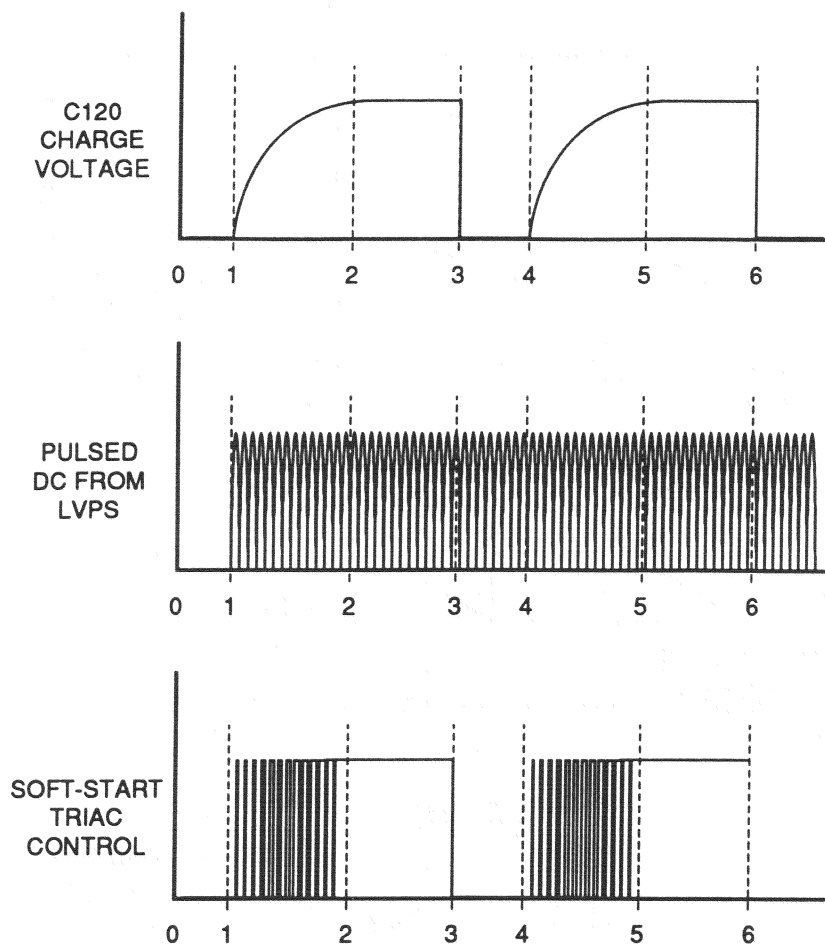 C120
CHARGE
VOLTAGE
0 1 2 3 4 5 6
PULSED
DC FROM
LVPS
0 1 2 3 4 5 6
SOFT-START
TRIAC
CONTROL
0 1 2 3 4 5 6